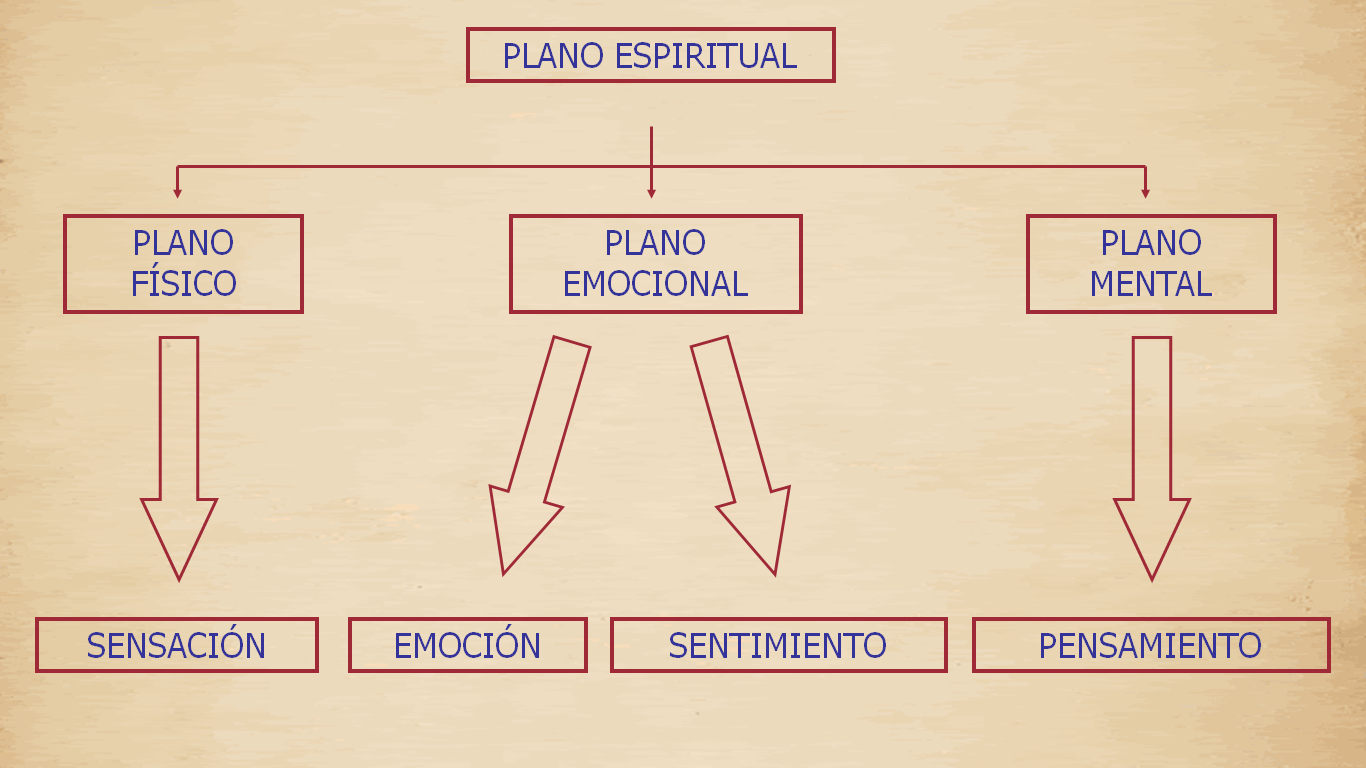 PLANO ESPIRITUAL
PLANO
FÍSICO
PLANO
EMOCIONAL
PLANO
MENTAL
SENSACIÓN
EMOCIÓN
SENTIMIENTO
PENSAMIENTO